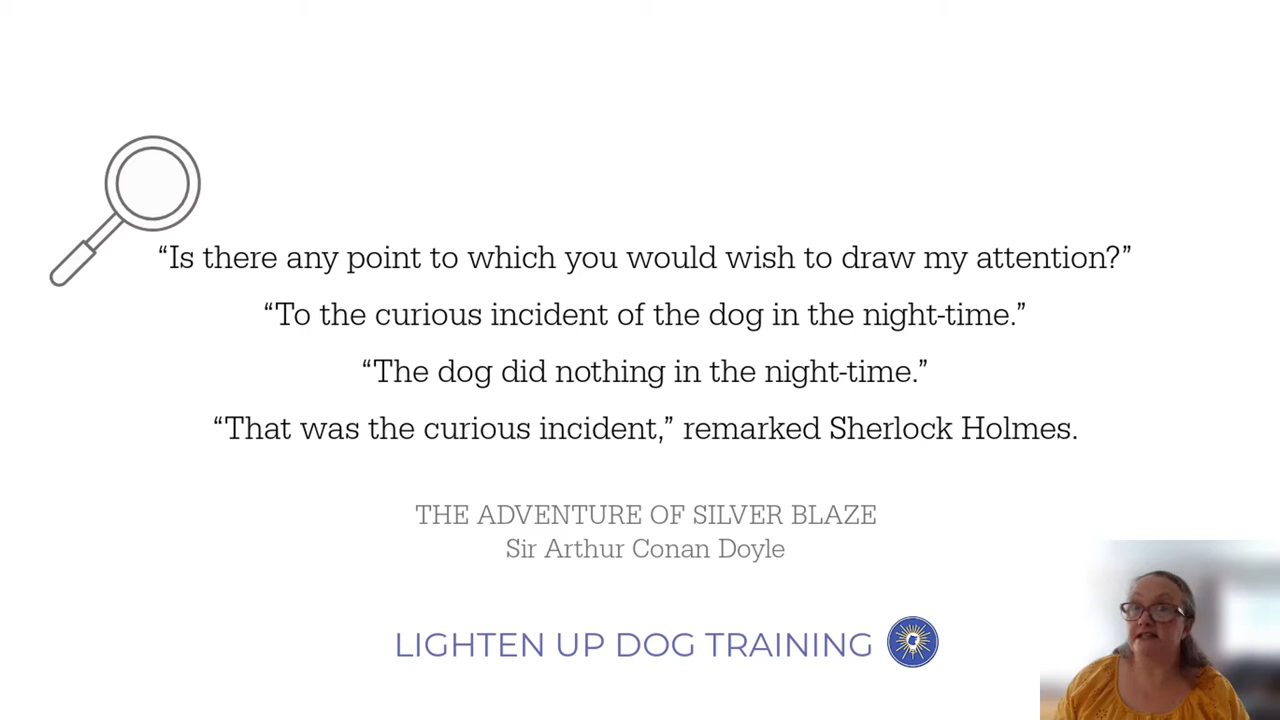 “Is there any point to which you would wish to draw my attention?”
“To the curious incident of the dog in the night-time.”
“The dog did nothing in the night-time.”
“That was the curious incident,” remarked Sherlock Holmes.
THE ADVENTURE OF SILVER BLAZE
Sir Arthur Conan Doyle
LIGHTEN UP DOG TRAINING